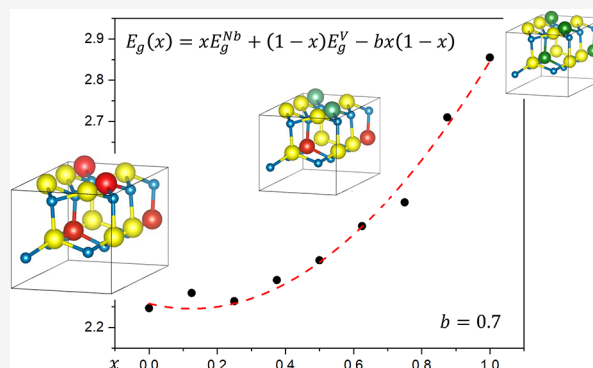 2.9
E_g(x) = xE_g^{Nb} + (1 − x)E_g^V − bx(1 − x)
2.8
2.7
2.2
b = 0.7
x 0.0 0.2 0.4 0.6 0.8 1.0